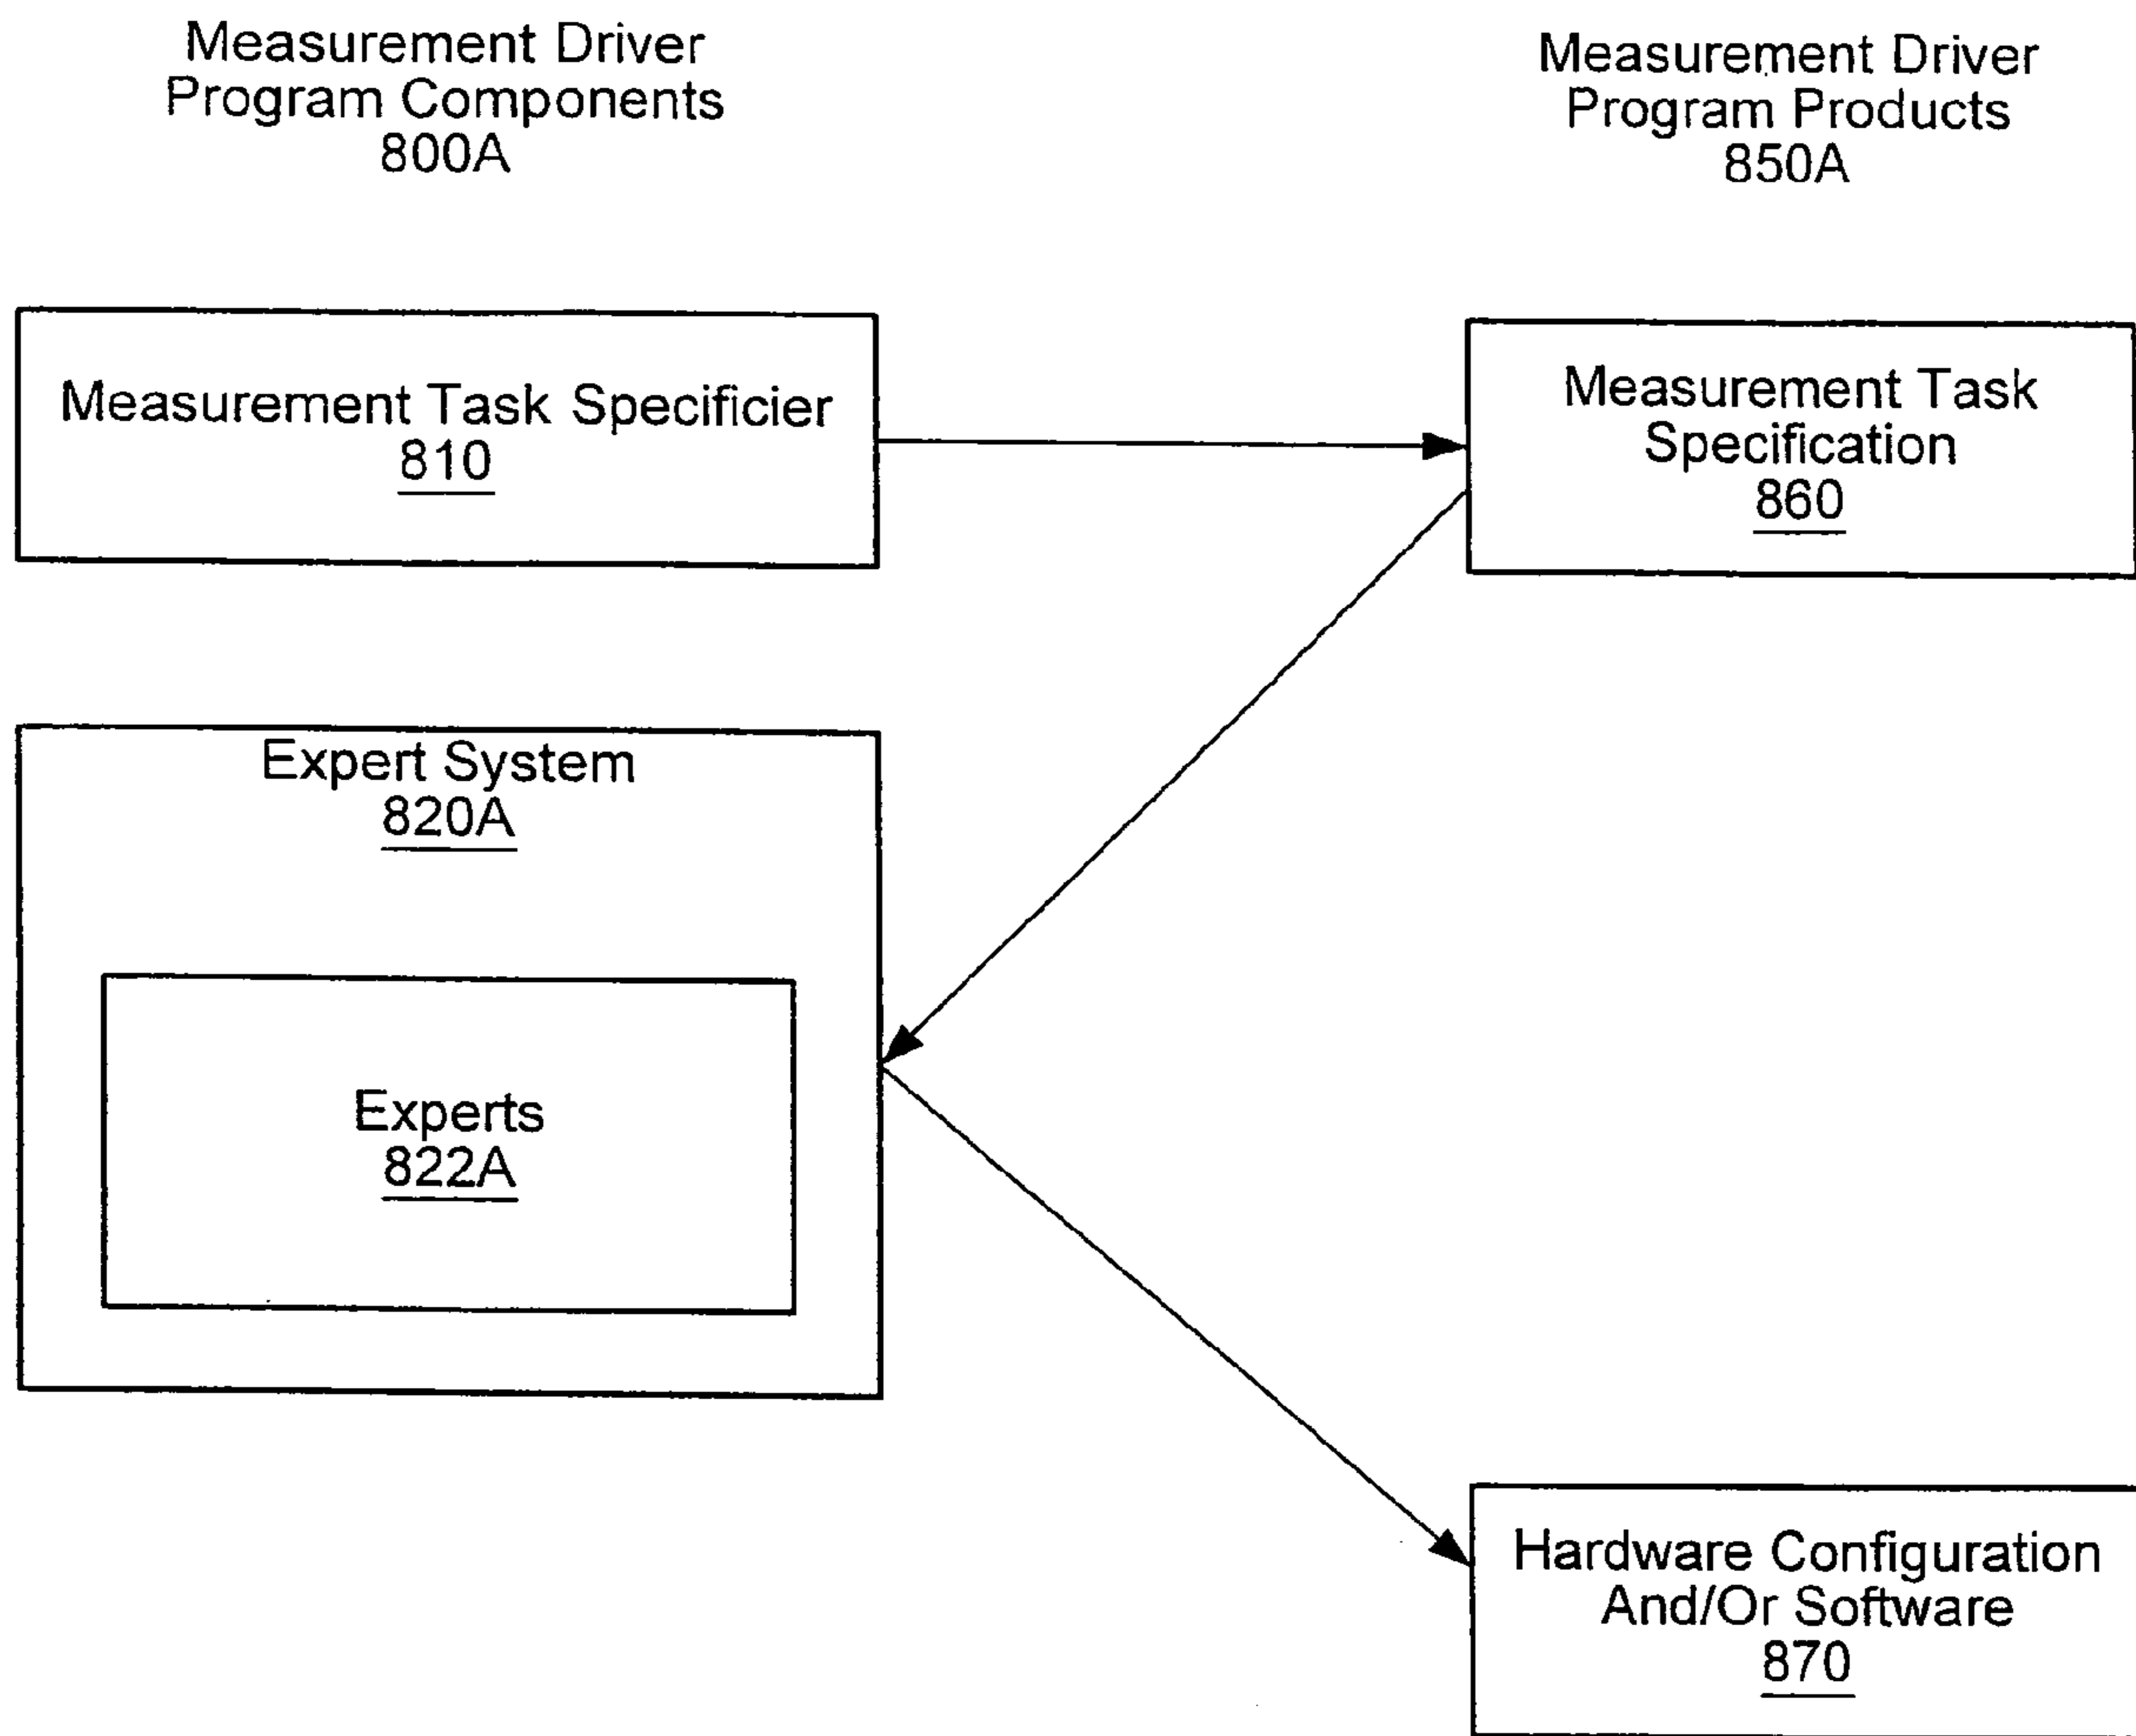 Measurement Driver
Program Components
800A
Measurement Driver
Program Products
850A
Measurement Task Specificier
810
Measurement Task
Specification
860
Expert System
820A
Experts
822A
Hardware Configuration
And/Or Software
870